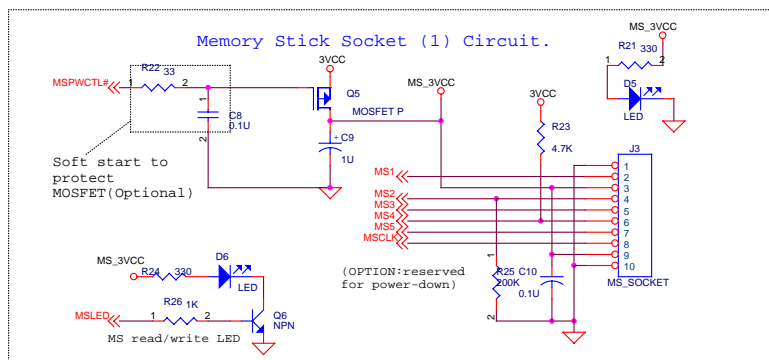 Memory Stick Socket (1) Circuit.
MS_3VCC
R21 330
1 2
D5
LED
R22
33
3VCC
MSPWCTL#
1 2
Q5
MOSFET P
1
C8
0.1U
2
+
C9
1U
Soft start to
protect
MOSFET(Optional)
MS_3VCC
3VCC
R23
4.7K
J3
MS1
MS2
MS3
MS4
MS5
MSCLK
1
2
3
4
5
6
7
8
9
10
MS_SOCKET
(OPTION:reserved
for power-down)
1
R25
200K
2
C10
0.1U
MS_3VCC
R24 330
D6
LED
MSLED
R26 1K
1 2
Q6
NPN
MS read/write LED